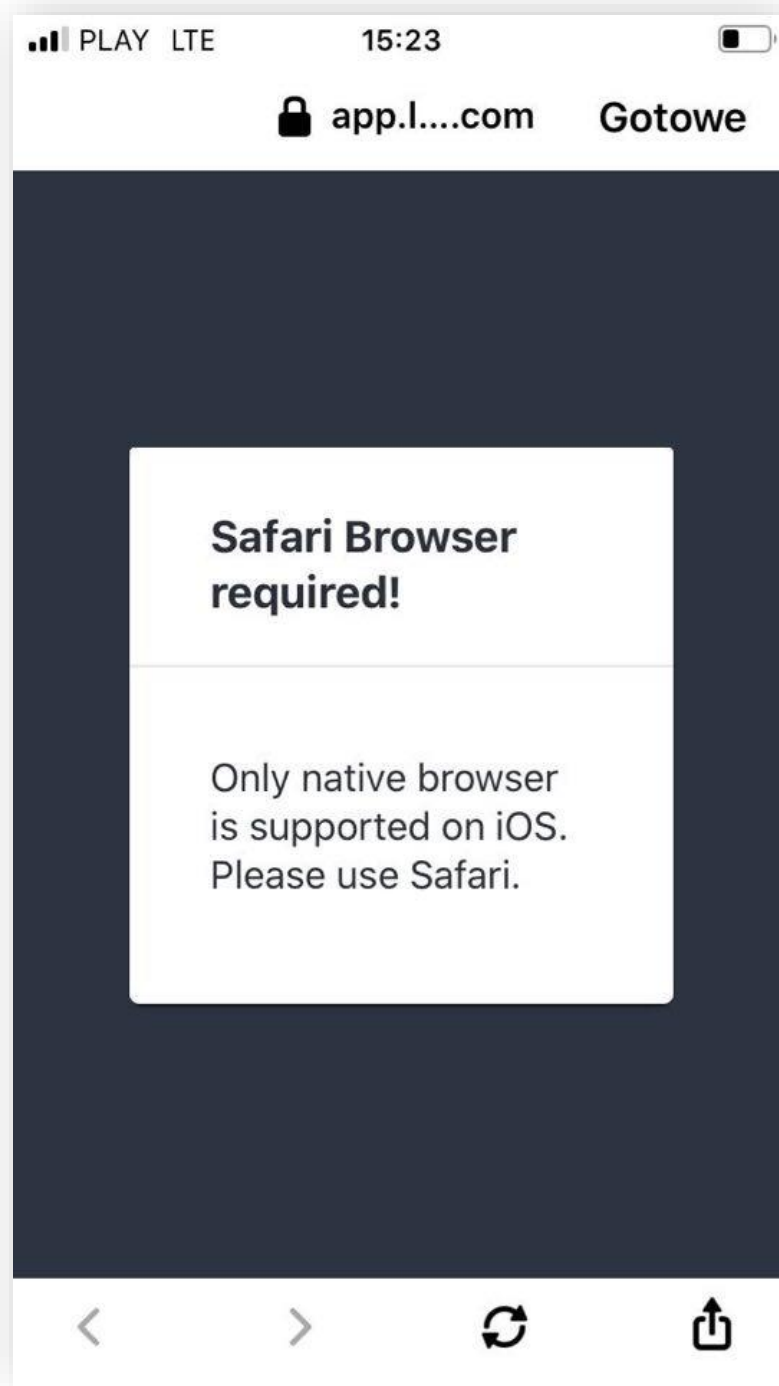 PLAY LTE 15:23
app.l....com Gotowe
Safari Browser
required!
Only native browser
is supported on iOS.
Please use Safari.